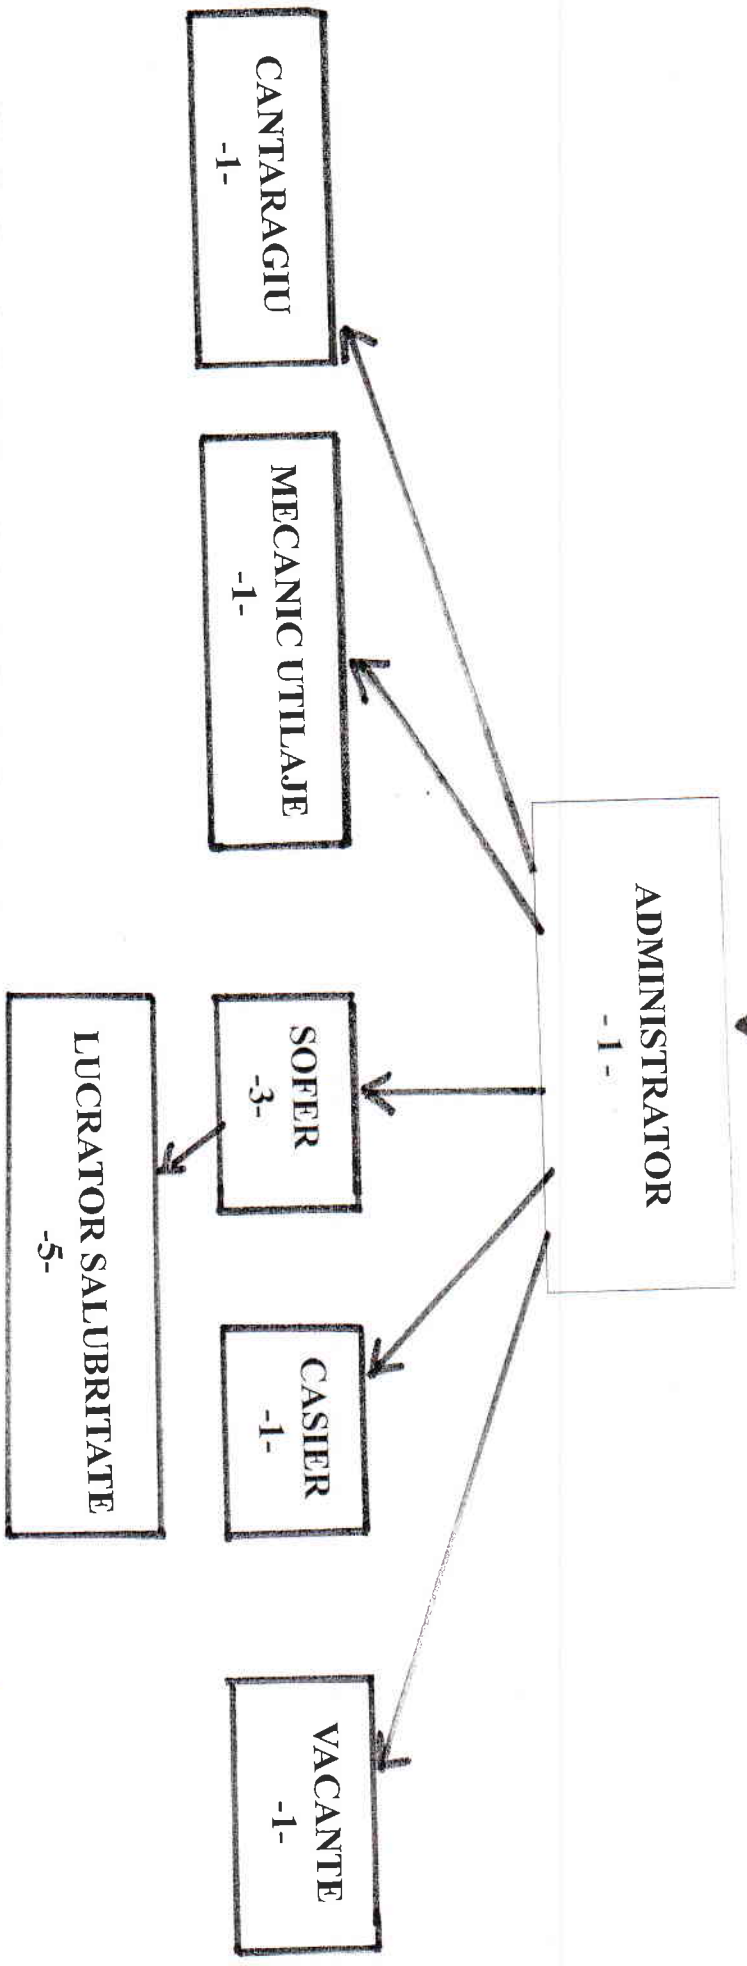 ADMINISTRATOR
- 1 -
CANTARAGIU
-1-
MECANIC UTILAJE
-1-
SOFER
-3-
CASIER
-1-
VACANTE
-1-
LUCRATOR SALUBRITATE
-5-